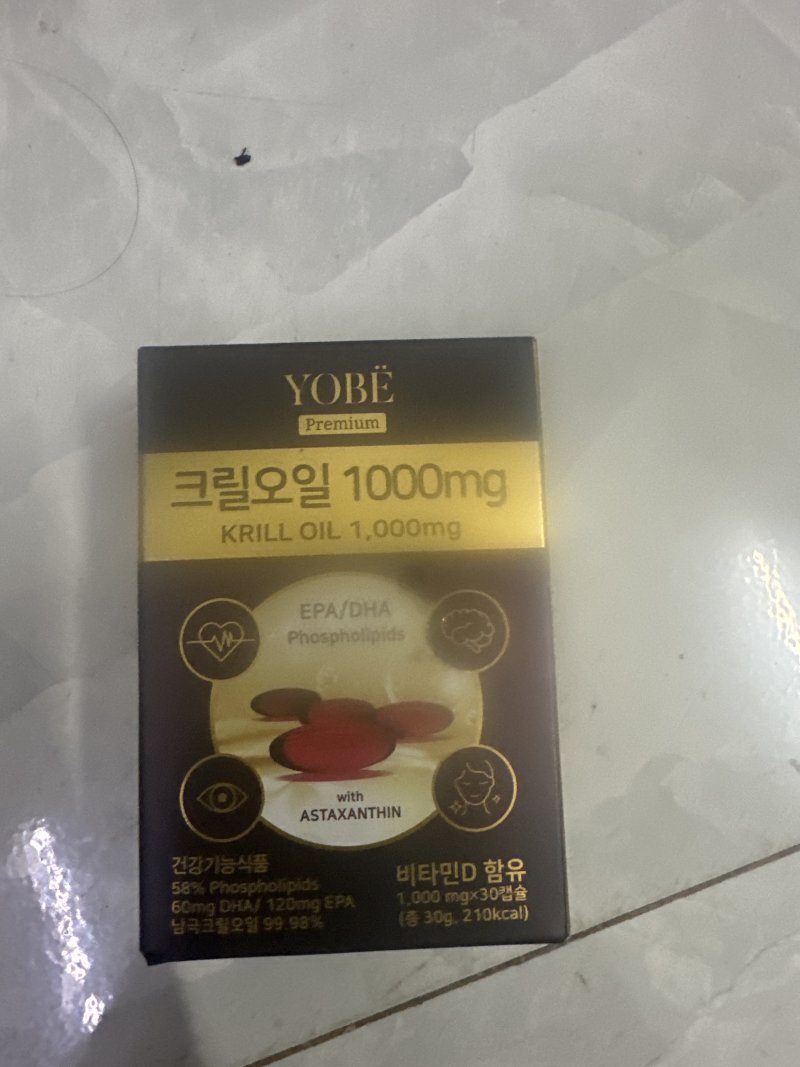 YOBË
Premium
크릴오일 1000mg
KRILL OIL 1,000mg
EPA/DHA
Phospholipids
with
ASTAXANTHIN
건강기능식품
58% Phospholipids
60mg DHA/ 120mg EPA
남극크릴오일 99.98%
비타민D 함유
1,000 mg×30캡슐
(총 30g, 210kcal)